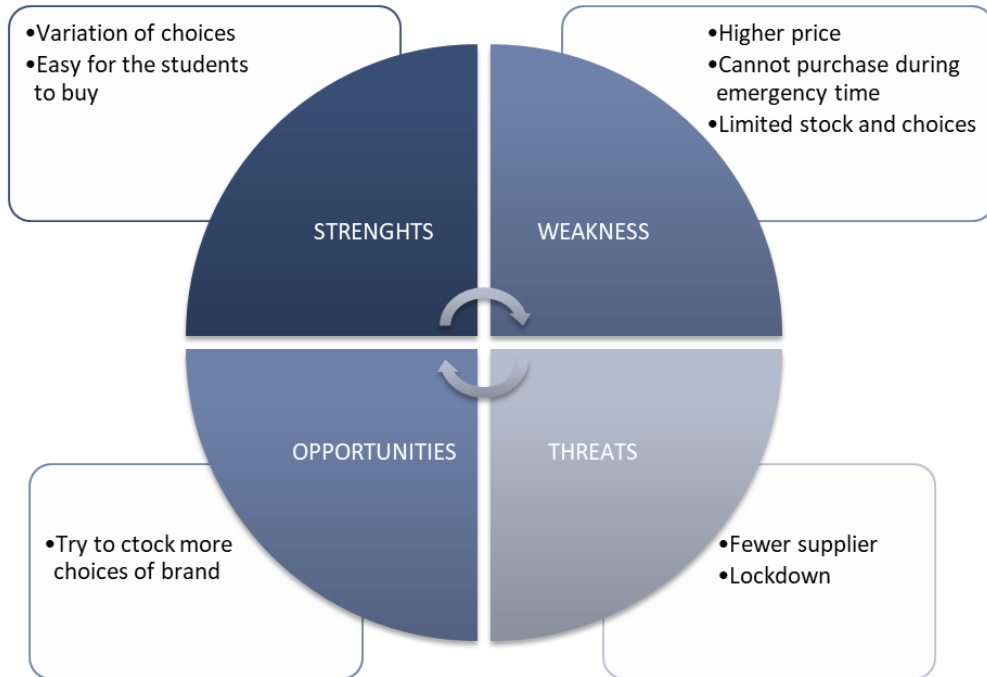 •Variation of choices
•Easy for the students
to buy
•Higher price
•Cannot purchase during
emergency time
•Limited stock and choices
STRENGHTS
WEAKNESS
OPPORTUNITIES
THREATS
•Try to ctock more
choices of brand
•Fewer supplier
•Lockdown